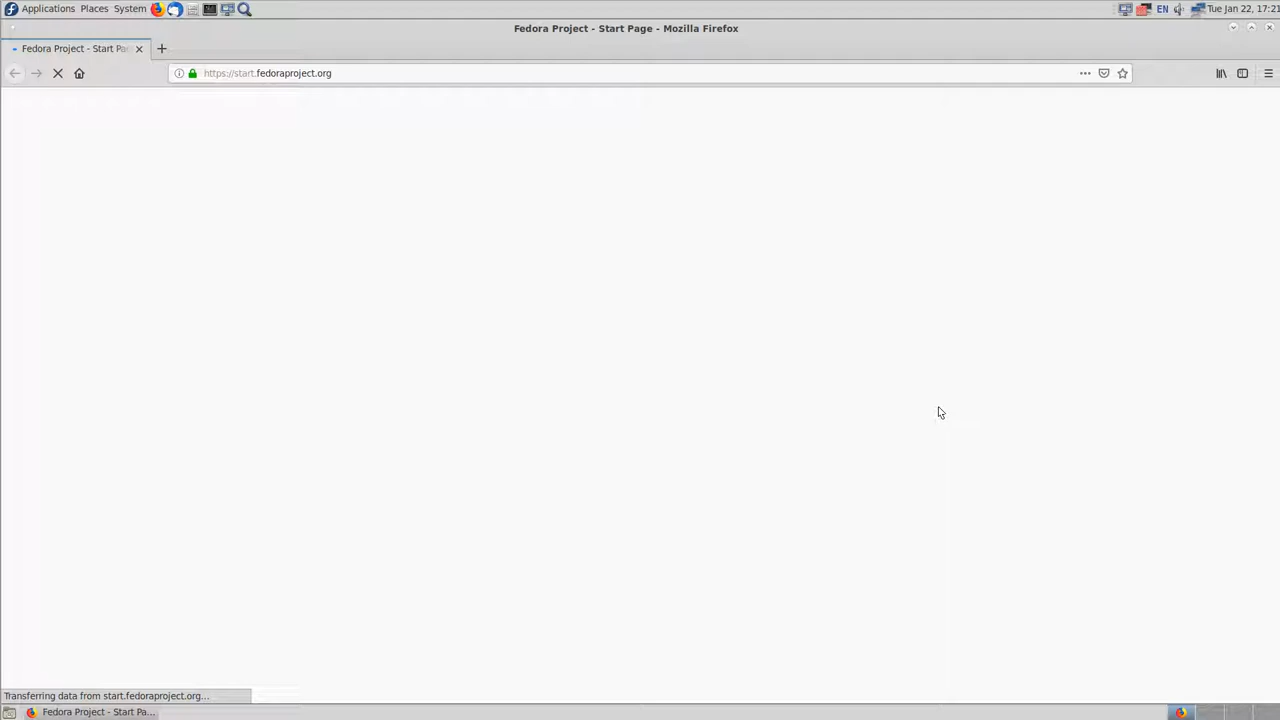 Applications Places System EN Tue Jan 22, 17:21
Fedora Project - Start Page - Mozilla Firefox
Fedora Project - Start Pa
https://start.fedoraproject.org
Transferring data from start.fedoraproject.org...
Fedora Project - Start Pa...